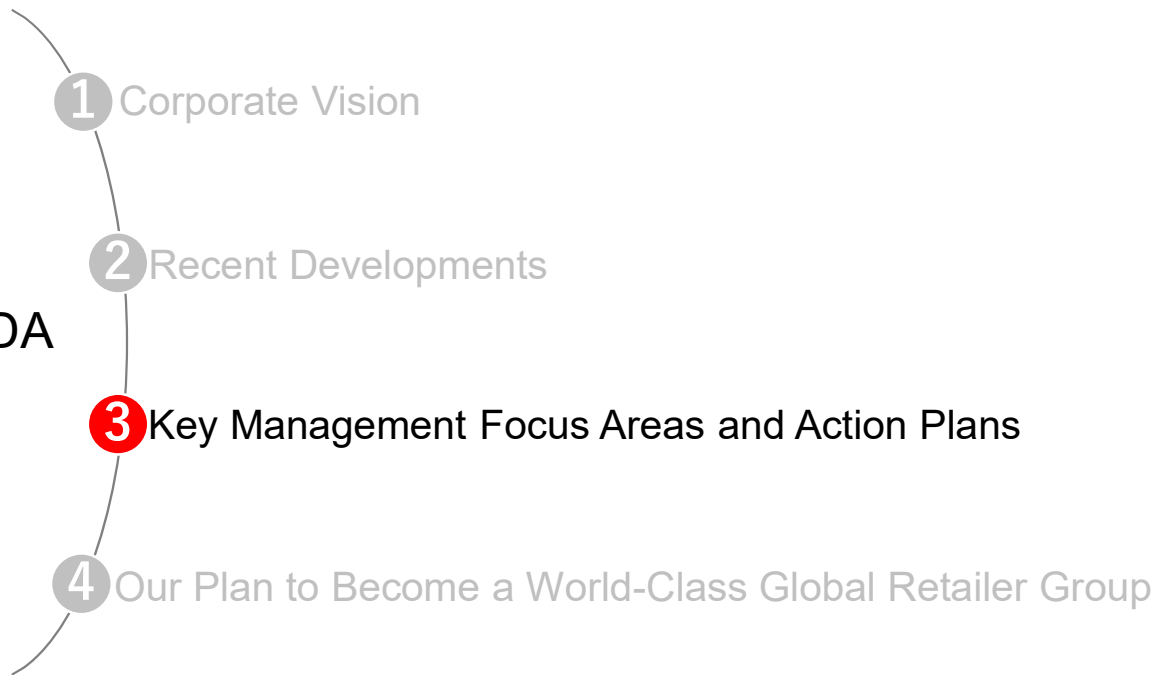 1 Corporate Vision
2 Recent Developments
DA
3 Key Management Focus Areas and Action Plans
4 Our Plan to Become a World-Class Global Retailer Group